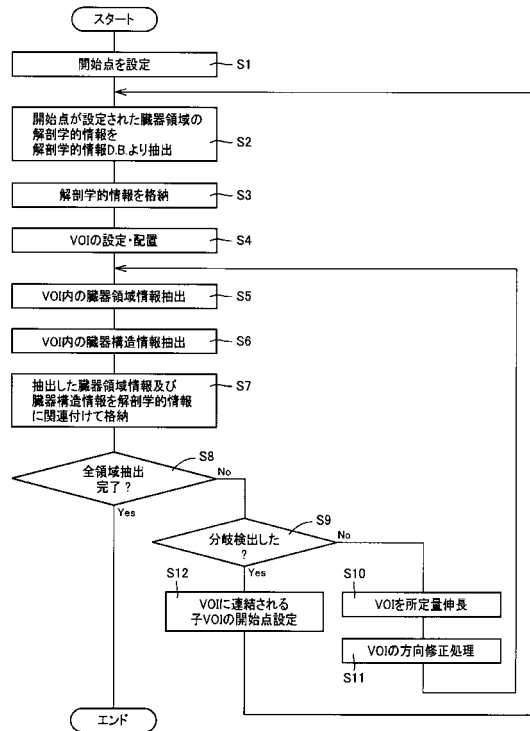 スタート
開始点を設定
S1
開始点が設定された臓器領域の
解剖学的情報を
解剖学的情報D.B.より抽出
S2
解剖学的情報を格納
S3
VOIの設定・配置
S4
VOI内の臓器領域情報抽出
S5
VOI内の臓器構造情報抽出
S6
抽出した臓器領域情報及び
臓器構造情報を解剖学的情報
に関連付けて格納
S7
全領域抽出
完了？
S8
No
Yes
分岐検出した
？
S9
No
Yes
S12
VOIに連結される
子VOIの開始点設定
S10
VOIを所定量伸長
VOIの方向修正処理
S11
エンド